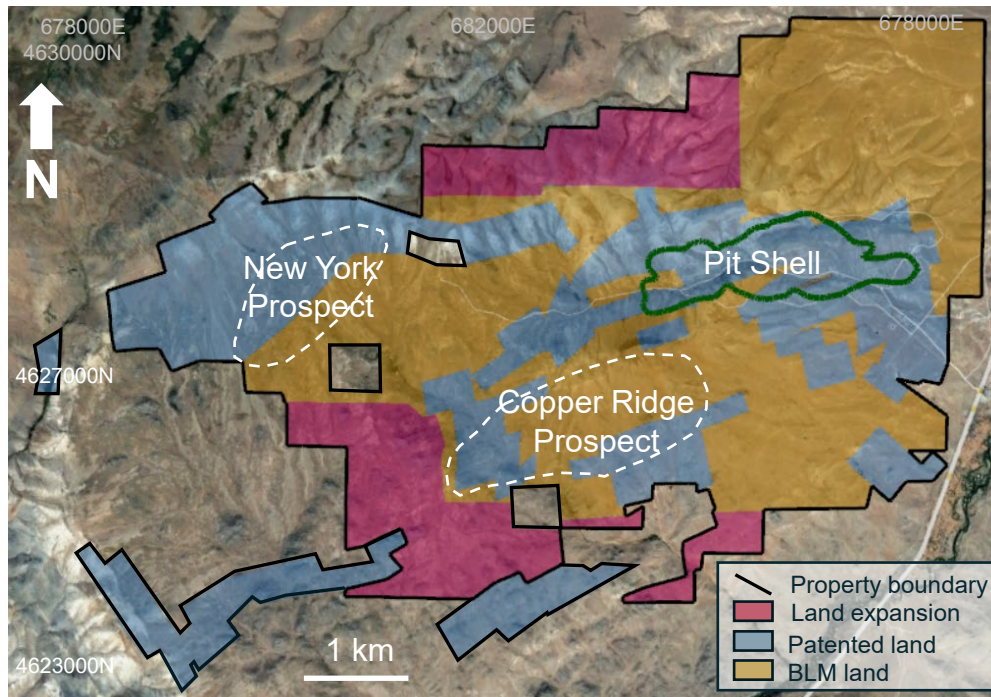 678000E
682000E
678000E
4630000N
N
New York
Prospect
Pit Shell
4627000N
Copper Ridge
Prospect
1 km
4623000N
Property boundary
Land expansion
Patented land
BLM land